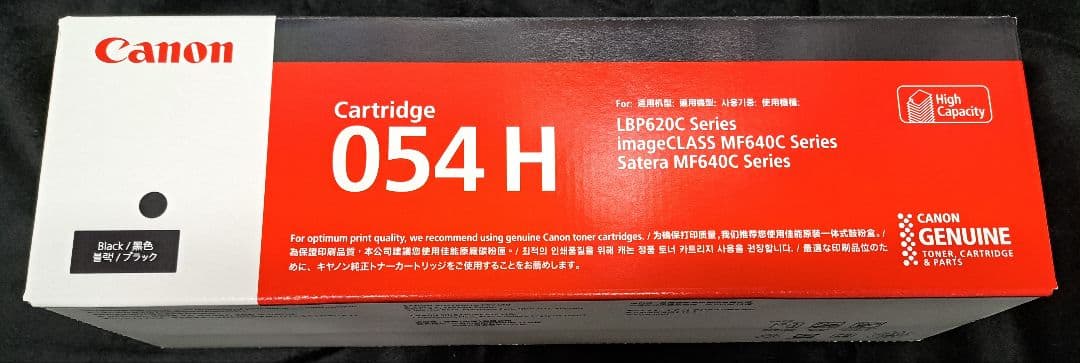 Canon
Cartridge
054 H
For: 适用机型: 適用機型: 사용기종: 使用機種:
LBP620C Series
imageCLASS MF640C Series
Satera MF640C Series
High
Capacity
Black / 黑色
블랙 / ブラック
For optimum print quality, we recommend using genuine Canon toner cartridges. / 为确保打印质量,我们推荐您使用佳能原装一体式鼓粉盒。/
為保證印刷品質,本公司建議您使用佳能原廠碳粉匣。/ 최적의 인쇄품질을 위해 캐논 정품 토너 카트리지 사용을 권장합니다. / 最適な印刷品位のた
めに、キヤノン純正トナーカートリッジをご使用することをお薦めします。
CANON
GENUINE
TONER, CARTRIDGE
& PARTS